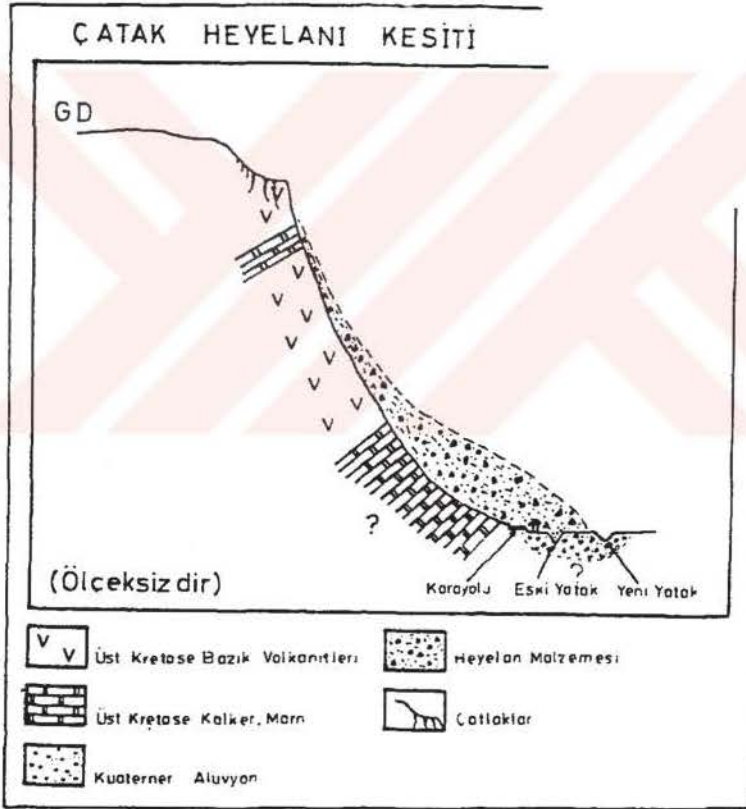 ÇATAK HEYELANI KESİTİ
GD
?
?
(Ölçeksizdir)
Karayolu Eski Yatak Yeni Yatak
Üst Kretase Bazik Volkanitleri
Heyelan Malzemesi
Üst Kretase Kalker, Marn
Çatlaklar
Kuaterner Aluvyon